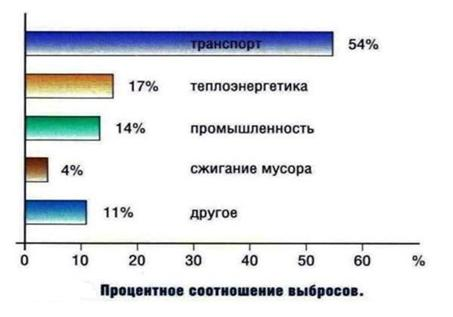 транспорт 54%
17% теплоэнергетика
14% промышленность
4% сжигание мусора
11% другое
0 10 20 30 40 50 60 %
Процентное соотношение выбросов.